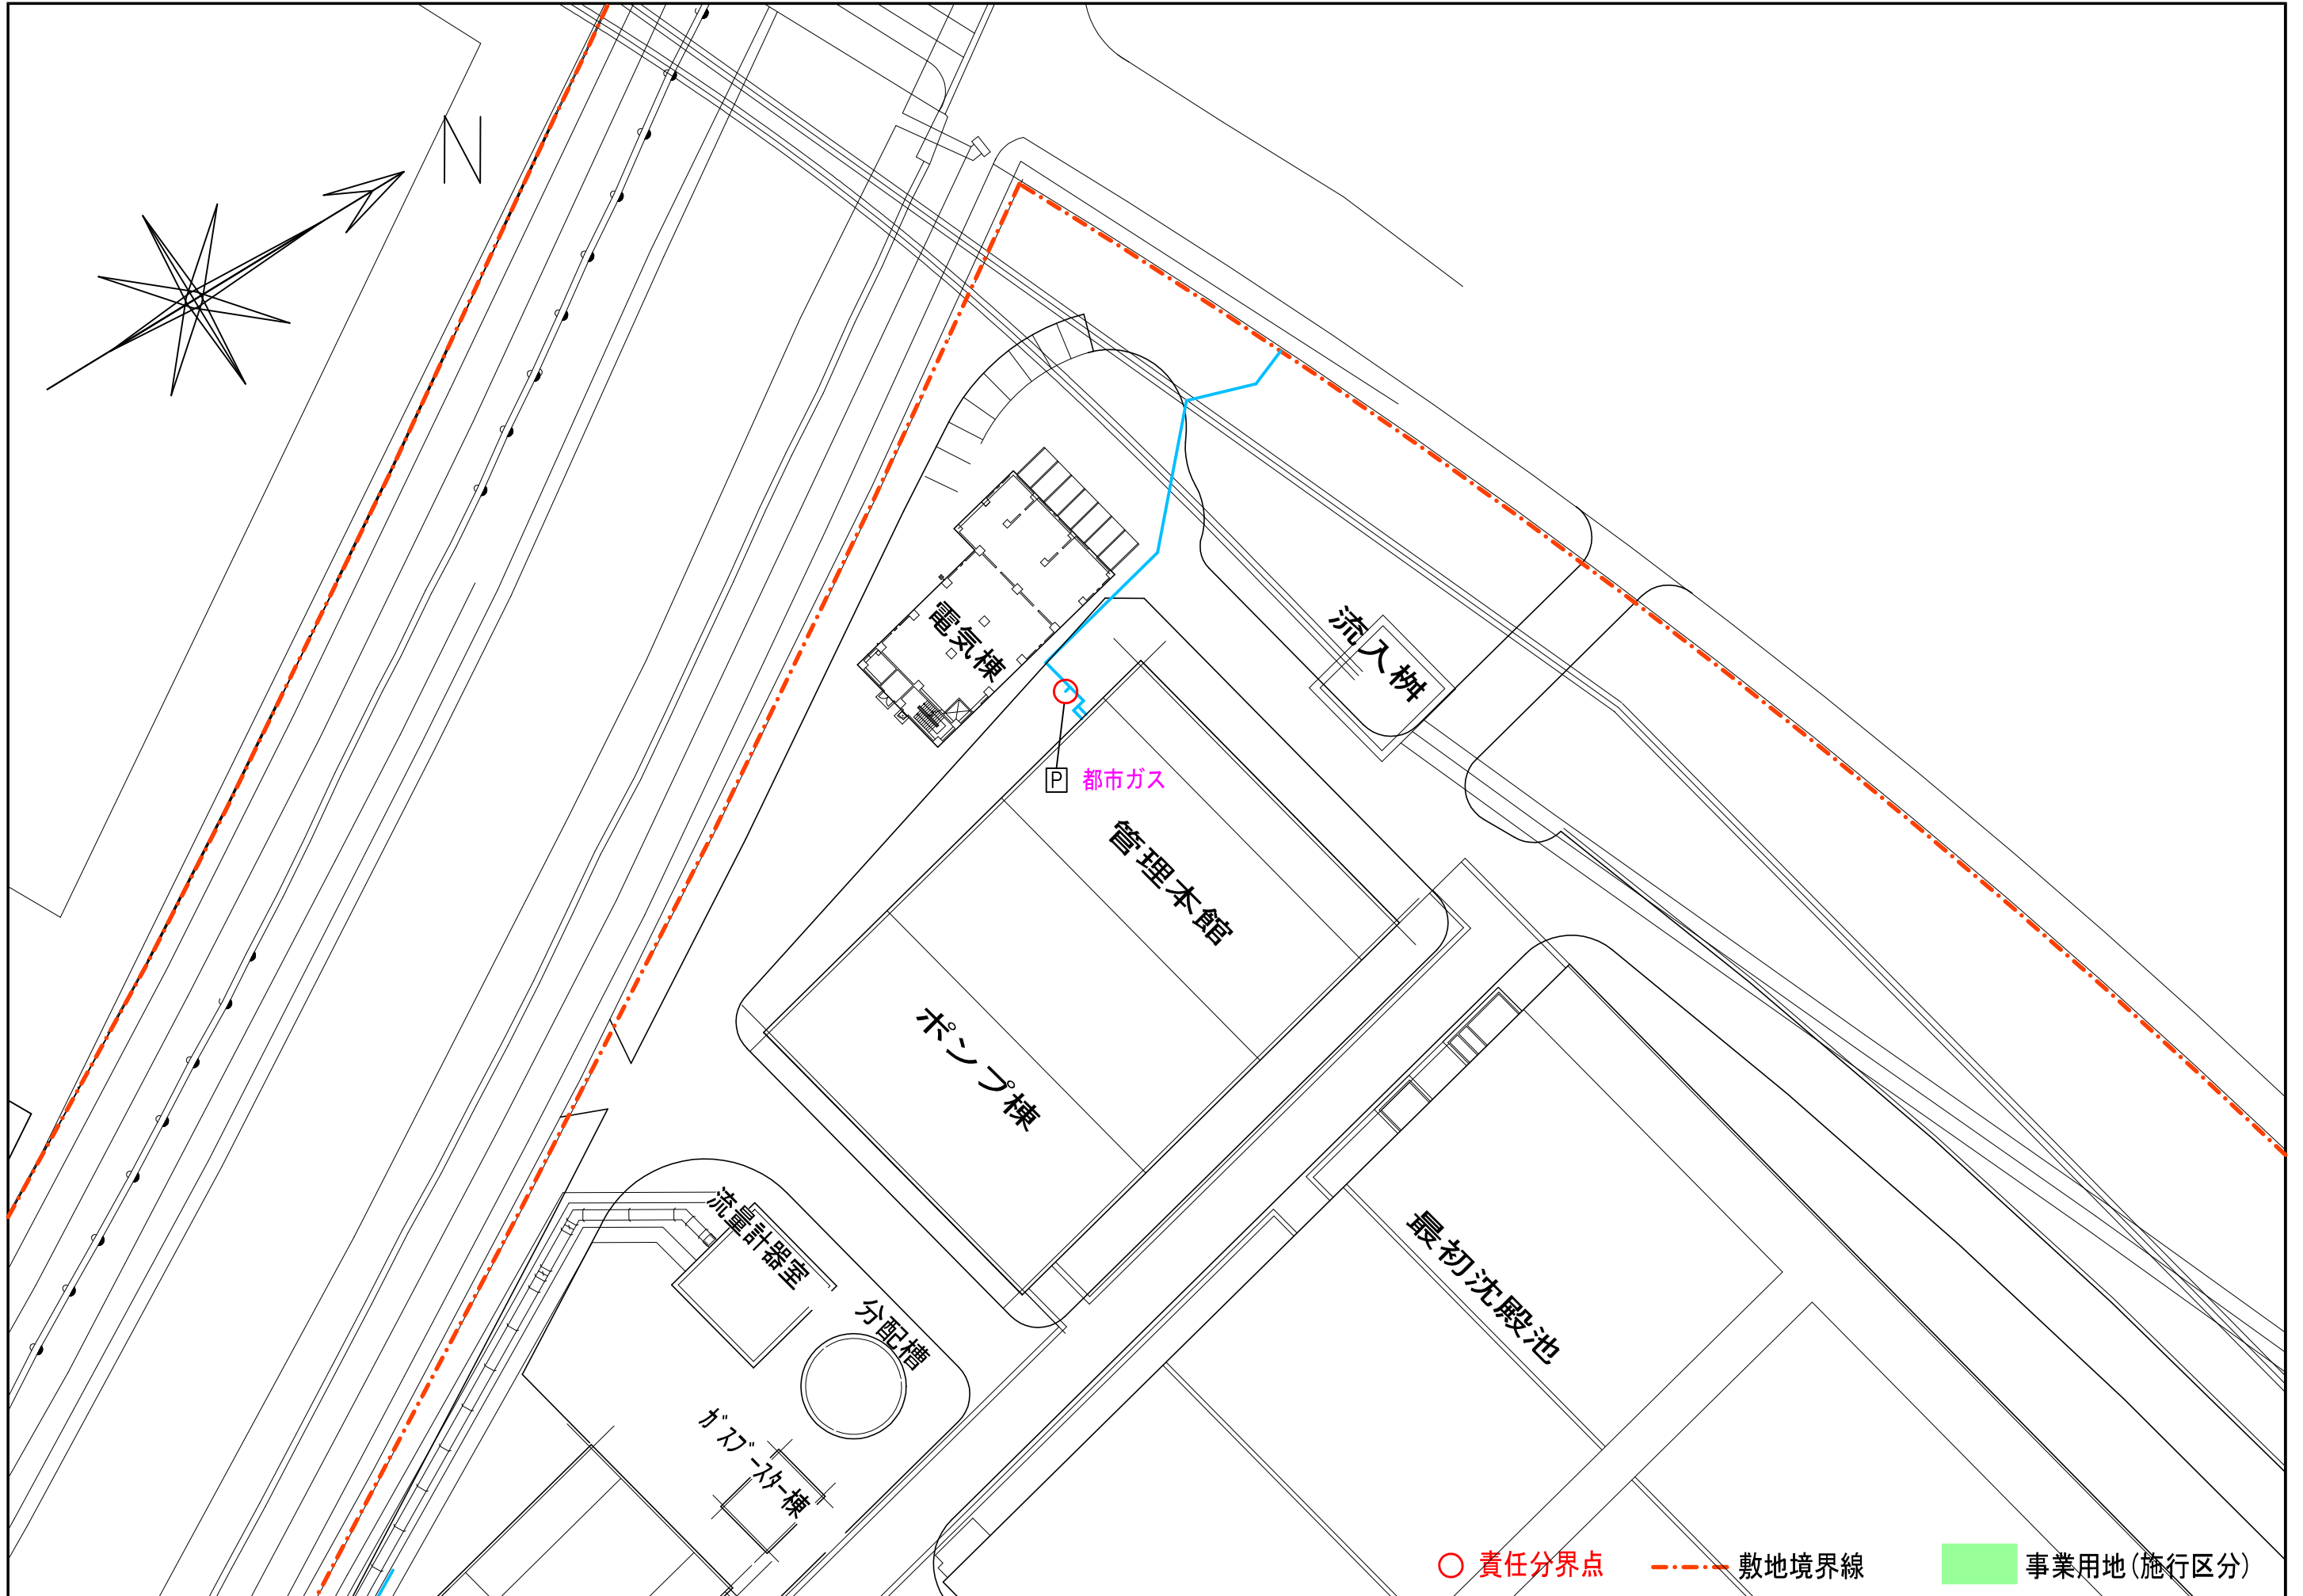 N
電気棟
流入桝
P 都市ガス
管理本館
ポンプ棟
流量計器室
分配槽
最初沈殿池
ガスブースター棟
責任分界点
敷地境界線
事業用地(施行区分)